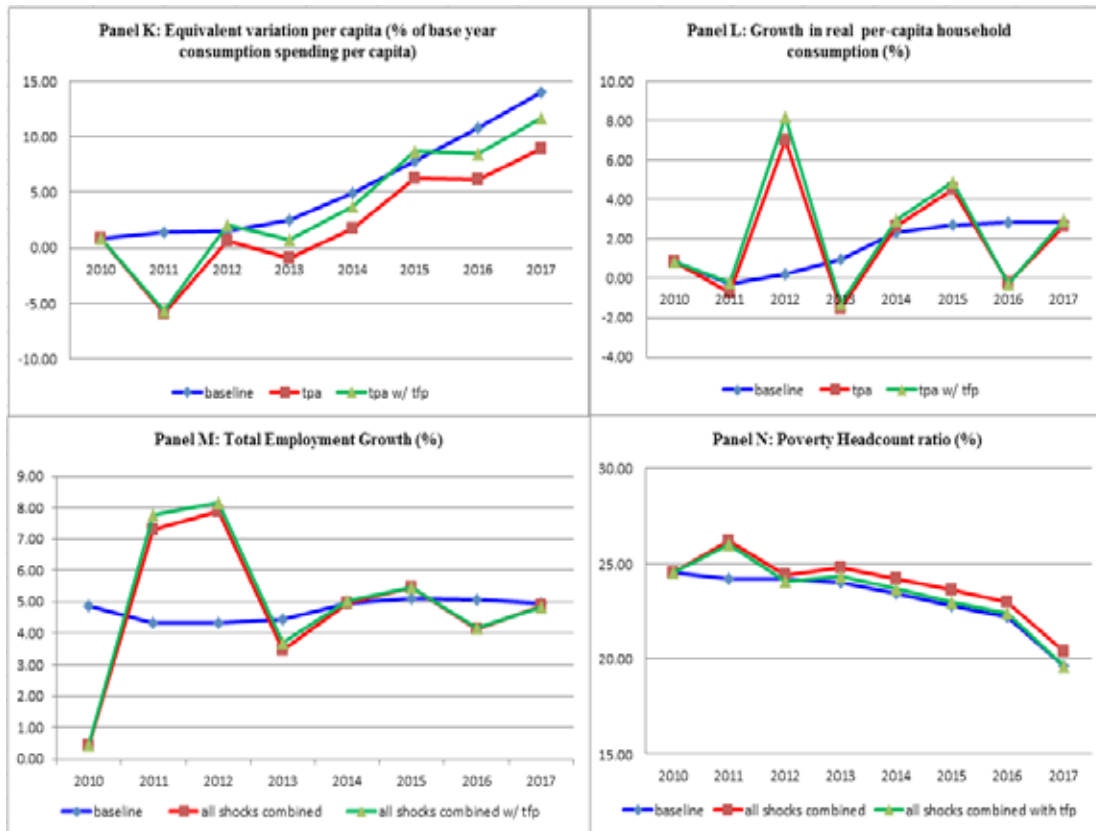 Panel K: Equivalent variation per capita (% of base year
consumption spending per capita)
15.00
10.00
5.00
0.00
-5.00
-10.00
2010 2011 2012 2013 2014 2015 2016 2017
baseline tpa tpa w/ tfp
Panel L: Growth in real per-capita household
consumption (%)
10.00
8.00
6.00
4.00
2.00
0.00
-2.00
-4.00
2010 2011 2012 2013 2014 2015 2016 2017
baseline tpa tpa w/ tfp
Panel M: Total Employment Growth (%)
9.00
8.00
7.00
6.00
5.00
4.00
3.00
2.00
1.00
0.00
2010 2011 2012 2013 2014 2015 2016 2017
baseline all shocks combined all shocks combined w/ tfp
Panel N: Poverty Headcount ratio (%)
30.00
25.00
20.00
15.00
2010 2011 2012 2013 2014 2015 2016 2017
baseline all shocks combined all shocks combined with tfp